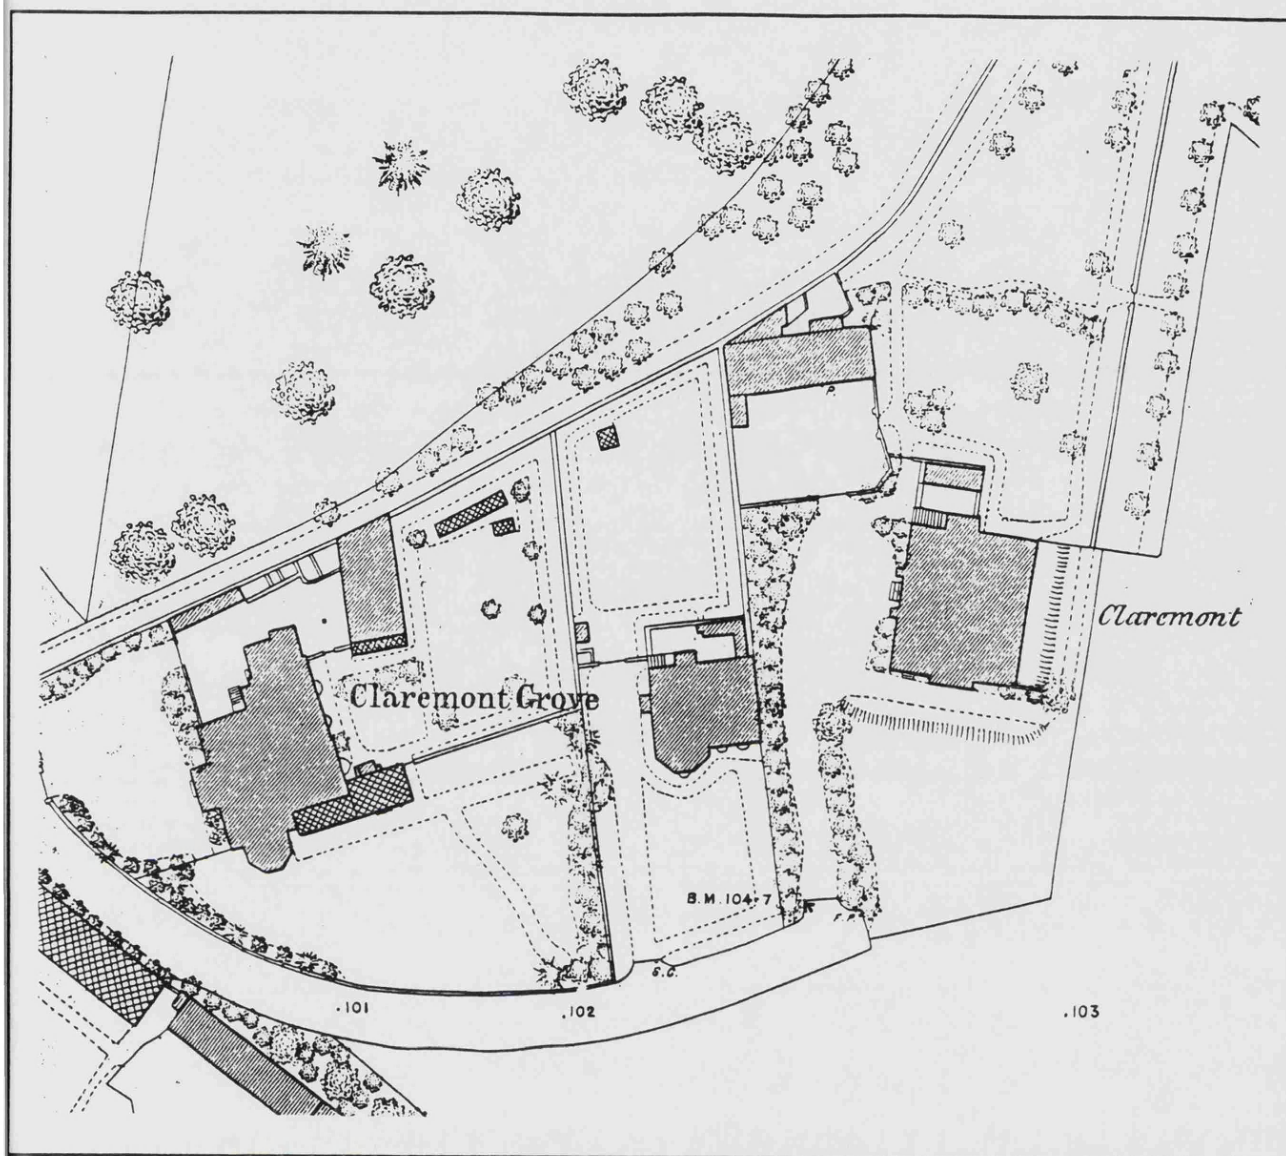 P.
Claremont
Claremont Grove
B.M. 104·7
G.C.
.101
.102
.103